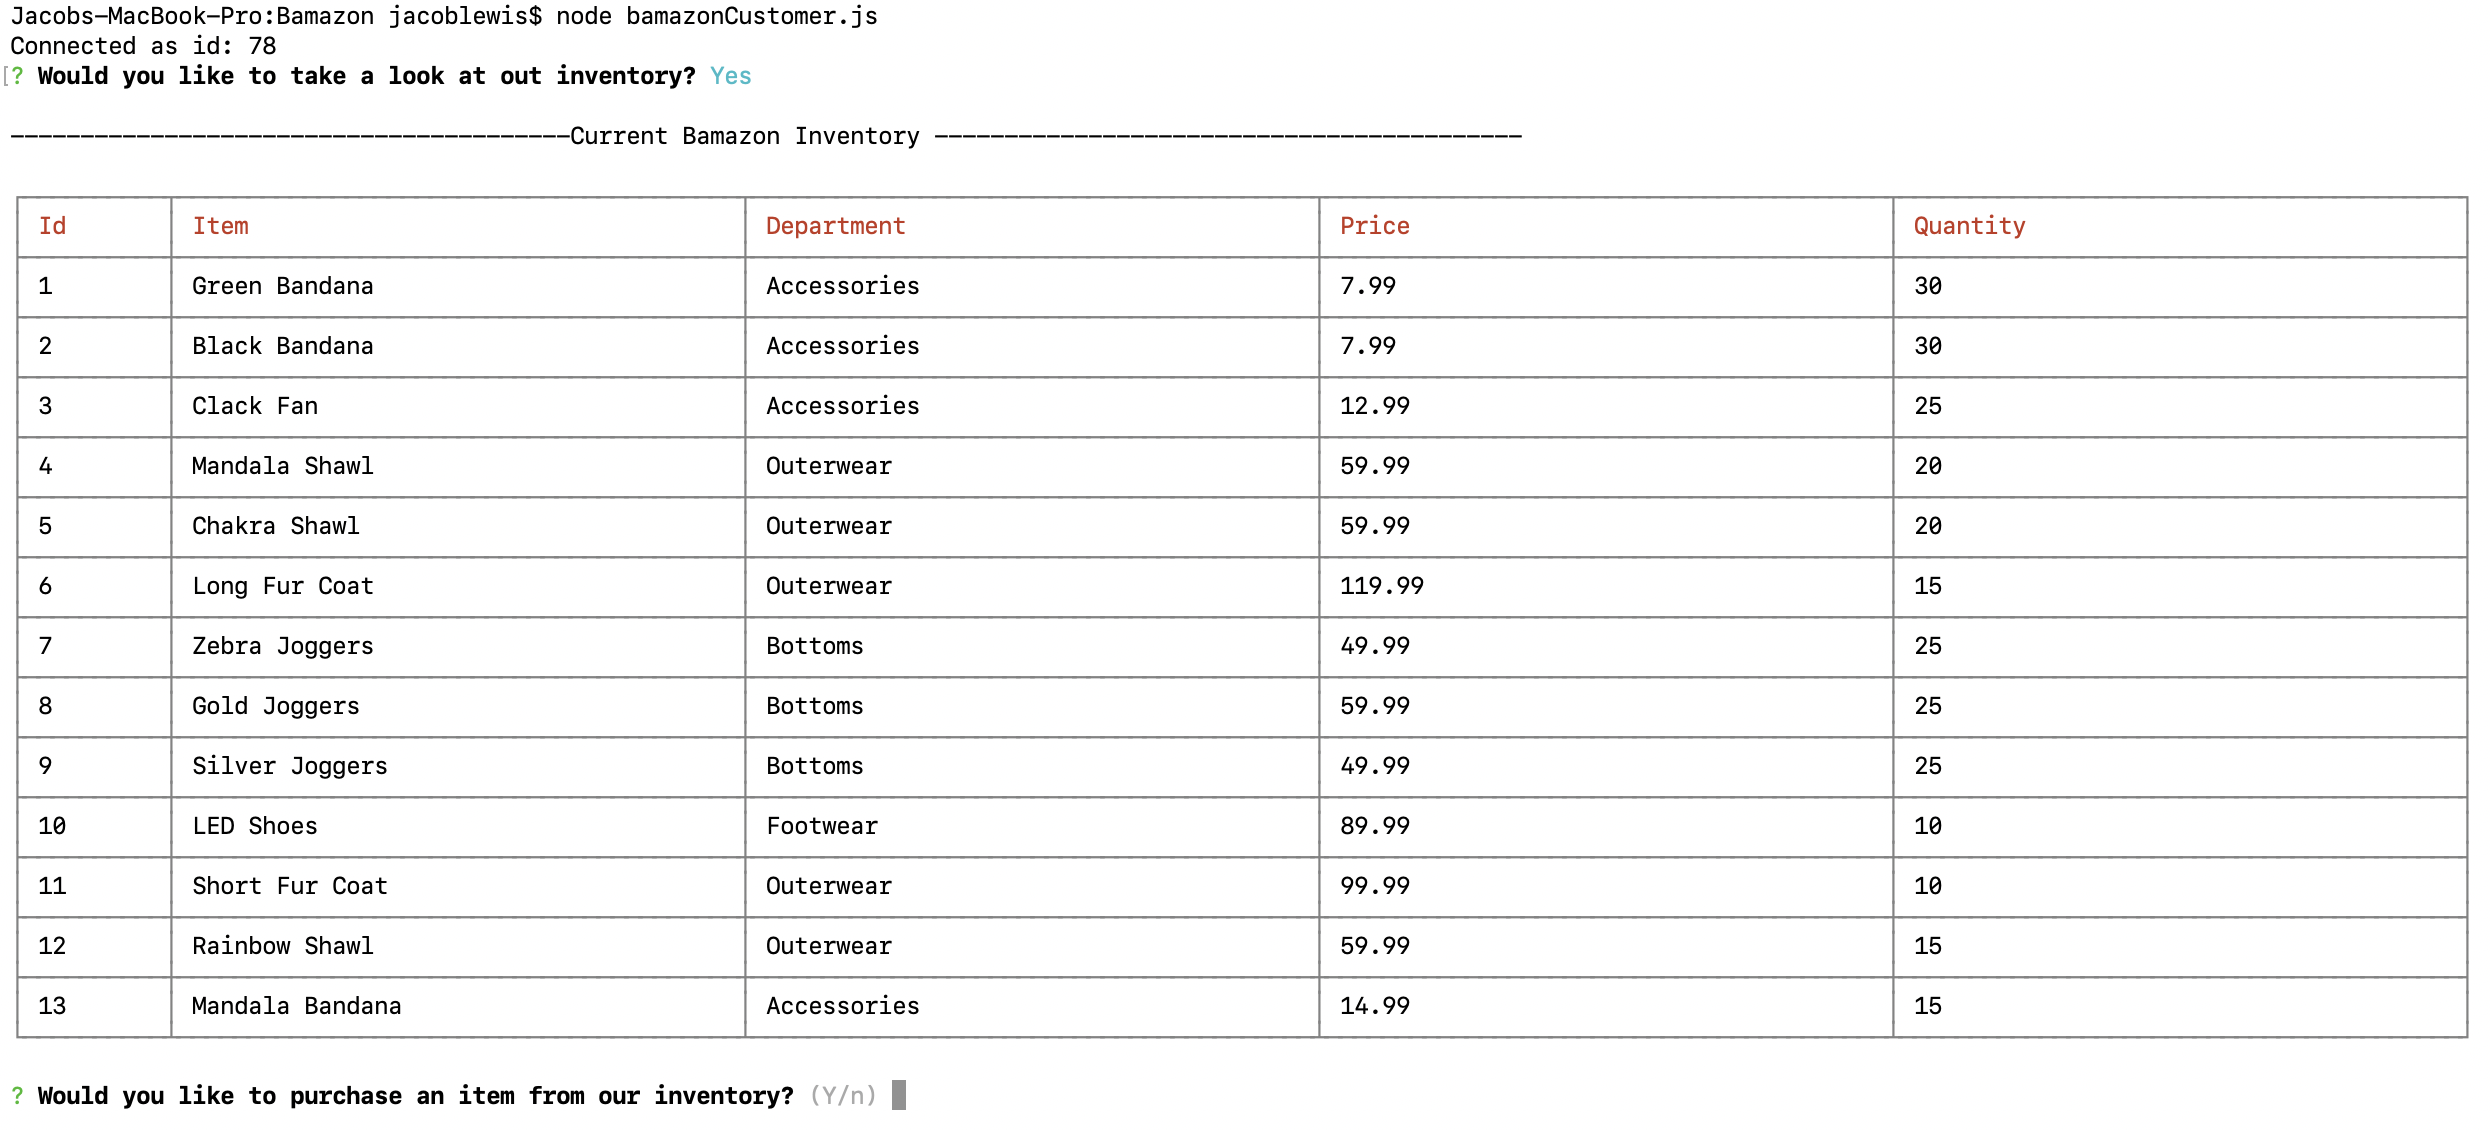 Jacobs-MacBook-Pro:Bamazon jacoblewis$ node bamazonCustomer.js
Connected as id: 78
[? Would you like to take a look at out inventory? Yes
----------------------------------------Current Bamazon Inventory ------------------------------------------
Id Item Department Price Quantity
1 Green Bandana Accessories 7.99 30
2 Black Bandana Accessories 7.99 30
3 Clack Fan Accessories 12.99 25
4 Mandala Shawl Outerwear 59.99 20
5 Chakra Shawl Outerwear 59.99 20
6 Long Fur Coat Outerwear 119.99 15
7 Zebra Joggers Bottoms 49.99 25
8 Gold Joggers Bottoms 59.99 25
9 Silver Joggers Bottoms 49.99 25
10 LED Shoes Footwear 89.99 10
11 Short Fur Coat Outerwear 99.99 10
12 Rainbow Shawl Outerwear 59.99 15
13 Mandala Bandana Accessories 14.99 15
? Would you like to purchase an item from our inventory? (Y/n)